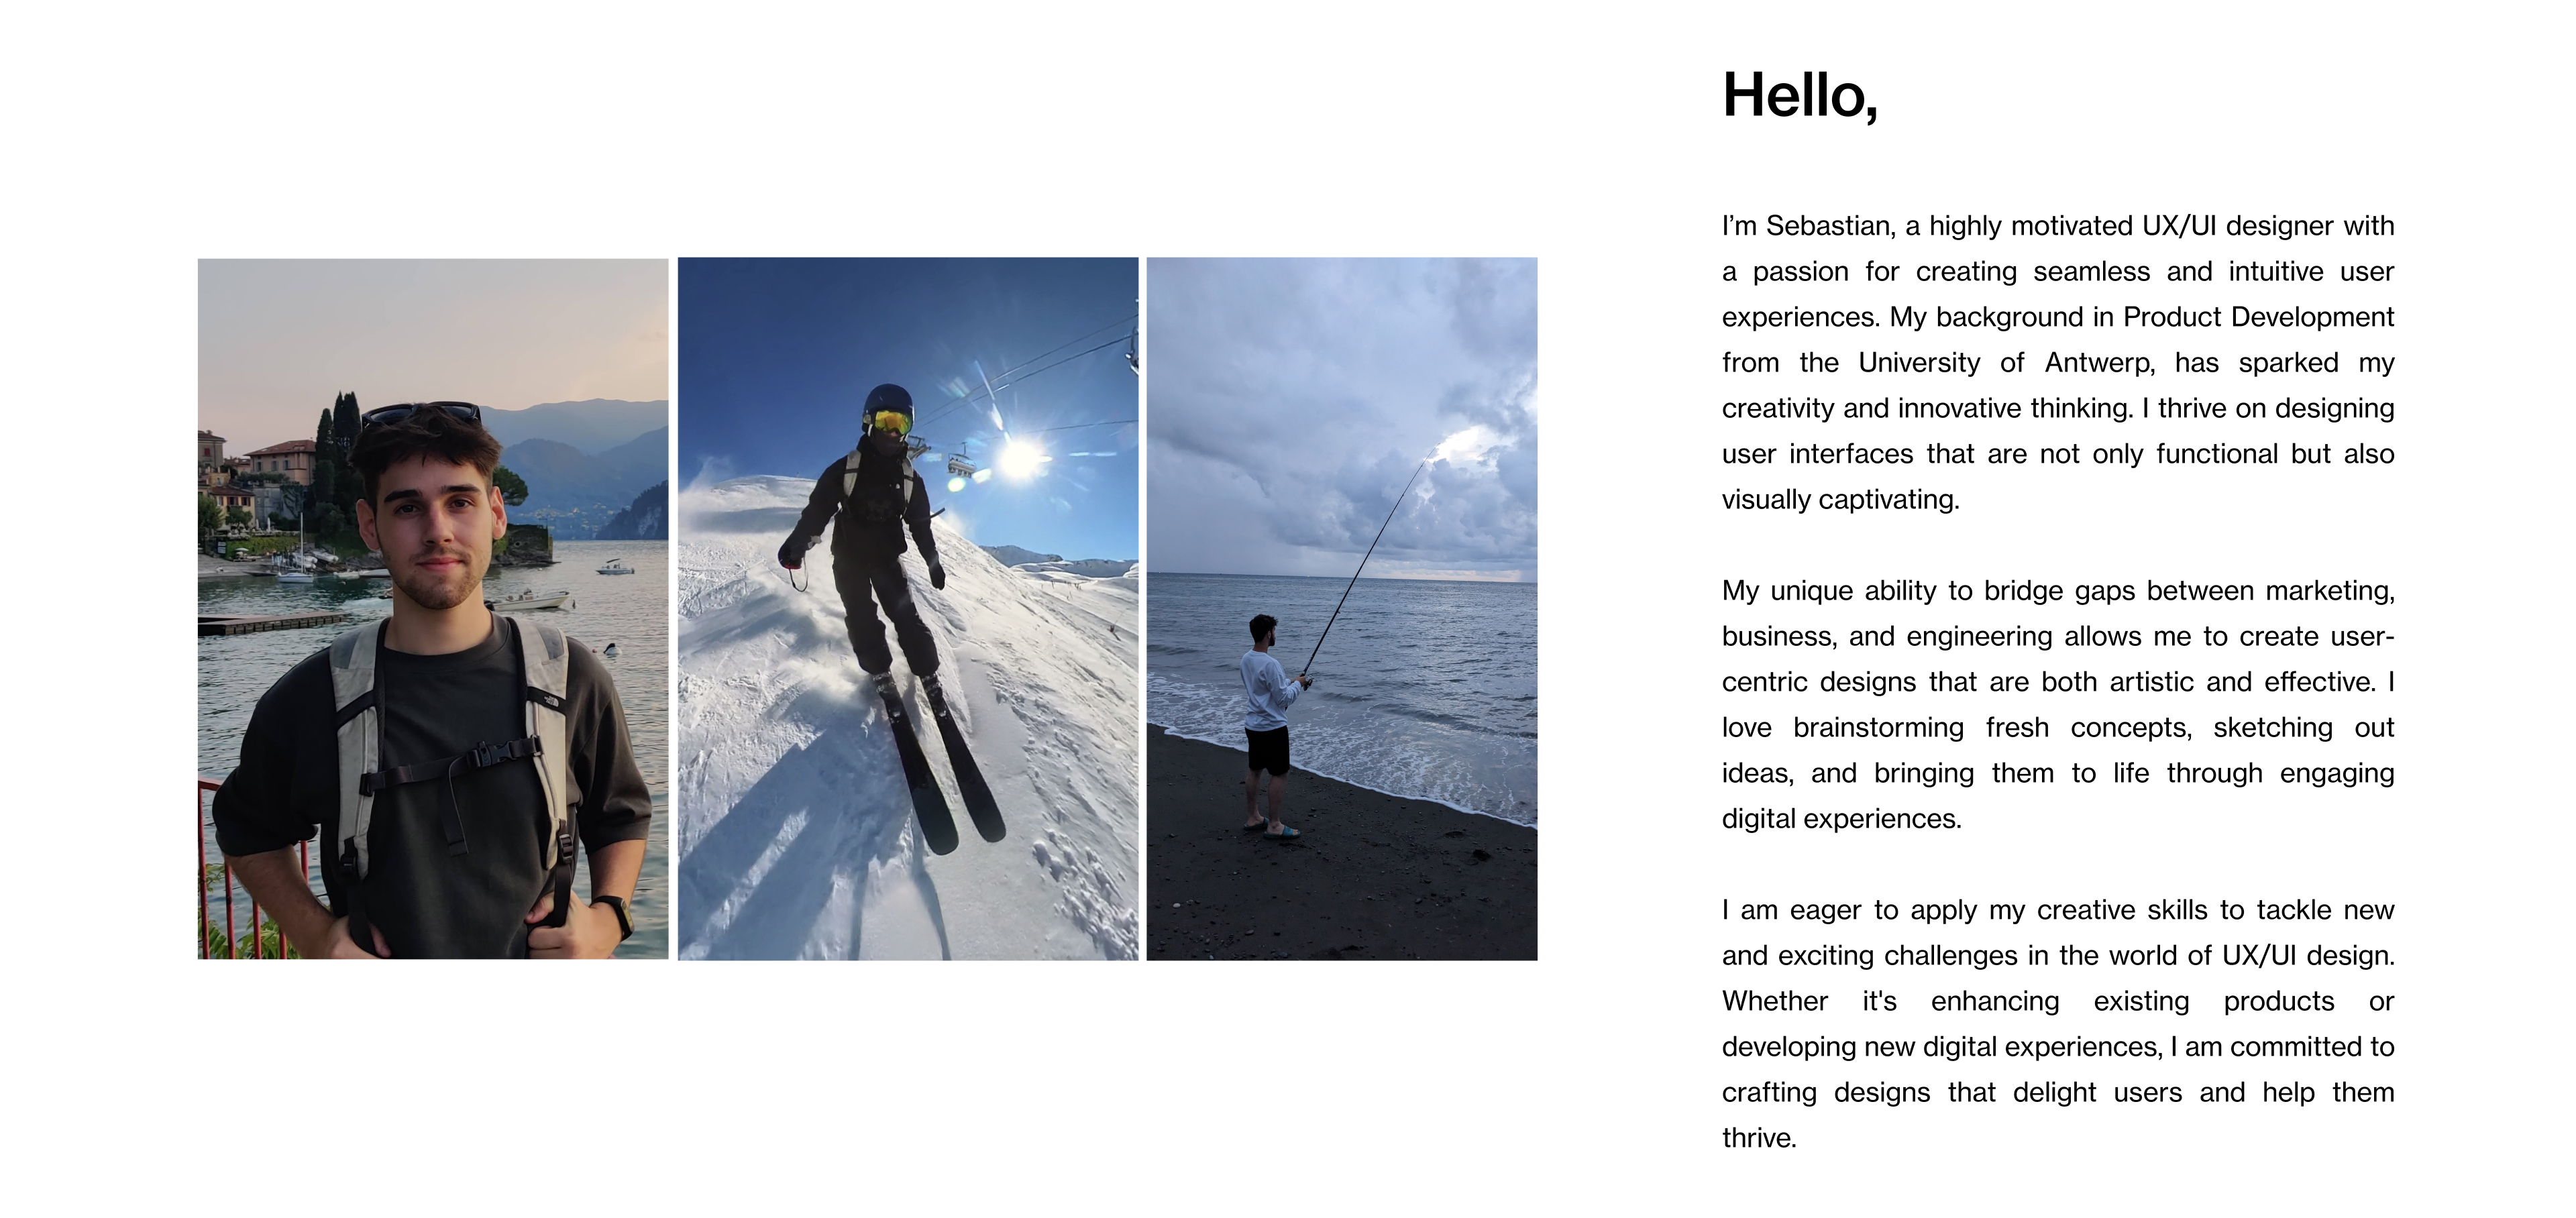 Hello,
I’m Sebastian, a highly motivated UX/UI designer with
a passion for creating seamless and intuitive user
experiences. My background in Product Development
from the University of Antwerp, has sparked my
creativity and innovative thinking. I thrive on designing
user interfaces that are not only functional but also
visually captivating.
My unique ability to bridge gaps between marketing,
business, and engineering allows me to create user-
centric designs that are both artistic and effective. I
love brainstorming fresh concepts, sketching out
ideas, and bringing them to life through engaging
digital experiences.
I am eager to apply my creative skills to tackle new
and exciting challenges in the world of UX/UI design.
Whether it's enhancing existing products or
developing new digital experiences, I am committed to
crafting designs that delight users and help them
thrive.